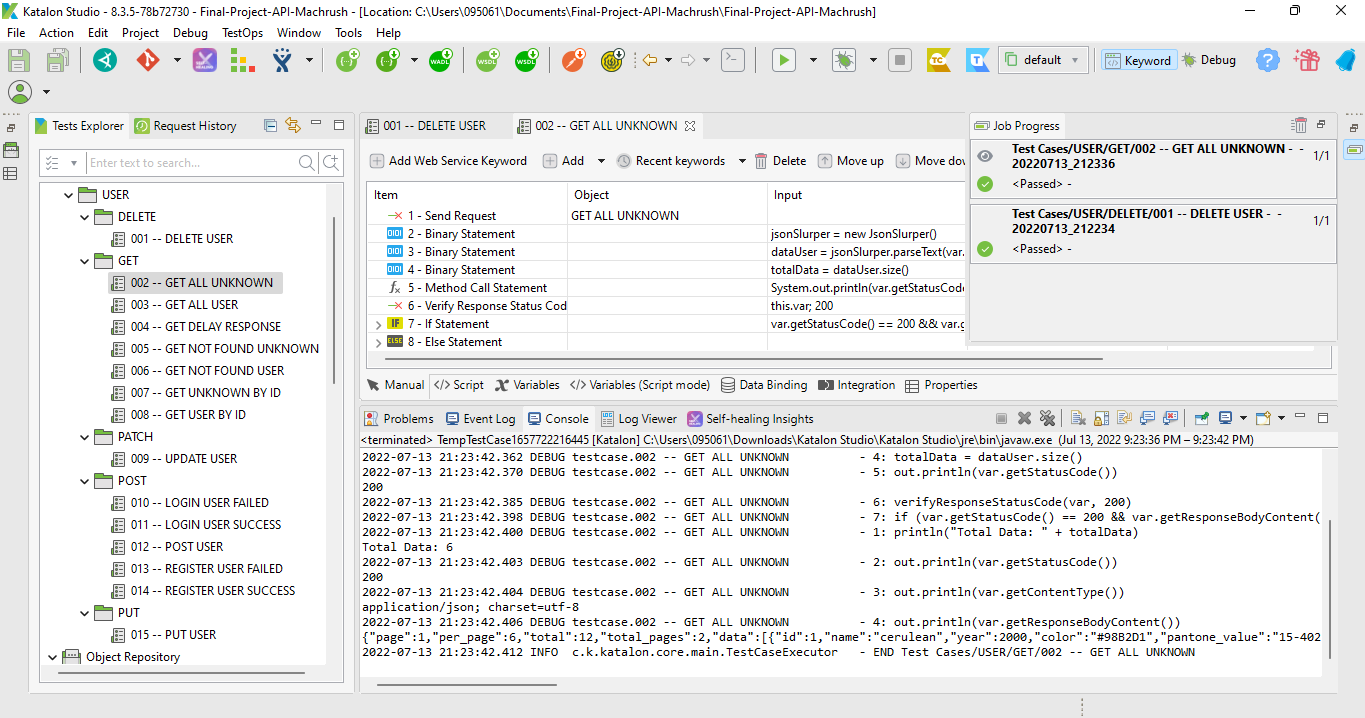 Katalon Studio - 8.3.5-78b72730 - Final-Project-API-Machrush - [Location: C:\Users\095061\Documents\Final-Project-API-Machrush\Final-Project-API-Machrush]
File Action Edit Project Debug TestOps Window Tools Help
default Keyword Debug
Tests Explorer Request History
Enter text to search...
USER
DELETE
001 -- DELETE USER
GET
002 -- GET ALL UNKNOWN
003 -- GET ALL USER
004 -- GET DELAY RESPONSE
005 -- GET NOT FOUND UNKNOWN
006 -- GET NOT FOUND USER
007 -- GET UNKNOWN BY ID
008 -- GET USER BY ID
PATCH
009 -- UPDATE USER
POST
010 -- LOGIN USER FAILED
011 -- LOGIN USER SUCCESS
012 -- POST USER
013 -- REGISTER USER FAILED
014 -- REGISTER USER SUCCESS
PUT
015 -- PUT USER
Object Repository
001 -- DELETE USER 002 -- GET ALL UNKNOWN
Add Web Service Keyword Add Recent keywords Delete Move up Move dow
Item Object Input
1 - Send Request GET ALL UNKNOWN
2 - Binary Statement jsonSlurper = new JsonSlurper()
3 - Binary Statement dataUser = jsonSlurper.parseText(var.
4 - Binary Statement totalData = dataUser.size()
5 - Method Call Statement System.out.println(var.getStatusCod
6 - Verify Response Status Cod this.var; 200
7 - If Statement var.getStatusCode() == 200 && var.g
8 - Else Statement
Job Progress
Test Cases/USER/GET/002 -- GET ALL UNKNOWN - - 1/1
20220713_212336
<Passed> -
Test Cases/USER/DELETE/001 -- DELETE USER - - 1/1
20220713_212234
<Passed> -
Manual Script Variables Variables (Script mode) Data Binding Integration Properties
Problems Event Log Console Log Viewer Self-healing Insights
<terminated> TempTestCase1657722216445 [Katalon] C:\Users\095061\Downloads\Katalon Studio\Katalon Studio\jre\bin\javaw.exe (Jul 13, 2022 9:23:36 PM – 9:23:42 PM)
2022-07-13 21:23:42.362 DEBUG testcase.002 -- GET ALL UNKNOWN - 4: totalData = dataUser.size()
2022-07-13 21:23:42.370 DEBUG testcase.002 -- GET ALL UNKNOWN - 5: out.println(var.getStatusCode())
200
2022-07-13 21:23:42.385 DEBUG testcase.002 -- GET ALL UNKNOWN - 6: verifyResponseStatusCode(var, 200)
2022-07-13 21:23:42.398 DEBUG testcase.002 -- GET ALL UNKNOWN - 7: if (var.getStatusCode() == 200 && var.getResponseBodyContent(
2022-07-13 21:23:42.400 DEBUG testcase.002 -- GET ALL UNKNOWN - 1: println("Total Data: " + totalData)
Total Data: 6
2022-07-13 21:23:42.403 DEBUG testcase.002 -- GET ALL UNKNOWN - 2: out.println(var.getStatusCode())
200
2022-07-13 21:23:42.404 DEBUG testcase.002 -- GET ALL UNKNOWN - 3: out.println(var.getContentType())
application/json; charset=utf-8
2022-07-13 21:23:42.406 DEBUG testcase.002 -- GET ALL UNKNOWN - 4: out.println(var.getResponseBodyContent())
{"page":1,"per_page":6,"total":12,"total_pages":2,"data":[{"id":1,"name":"cerulean","year":2000,"color":"#98B2D1","pantone_value":"15-402
2022-07-13 21:23:42.412 INFO c.k.katalon.core.main.TestCaseExecutor - END Test Cases/USER/GET/002 -- GET ALL UNKNOWN